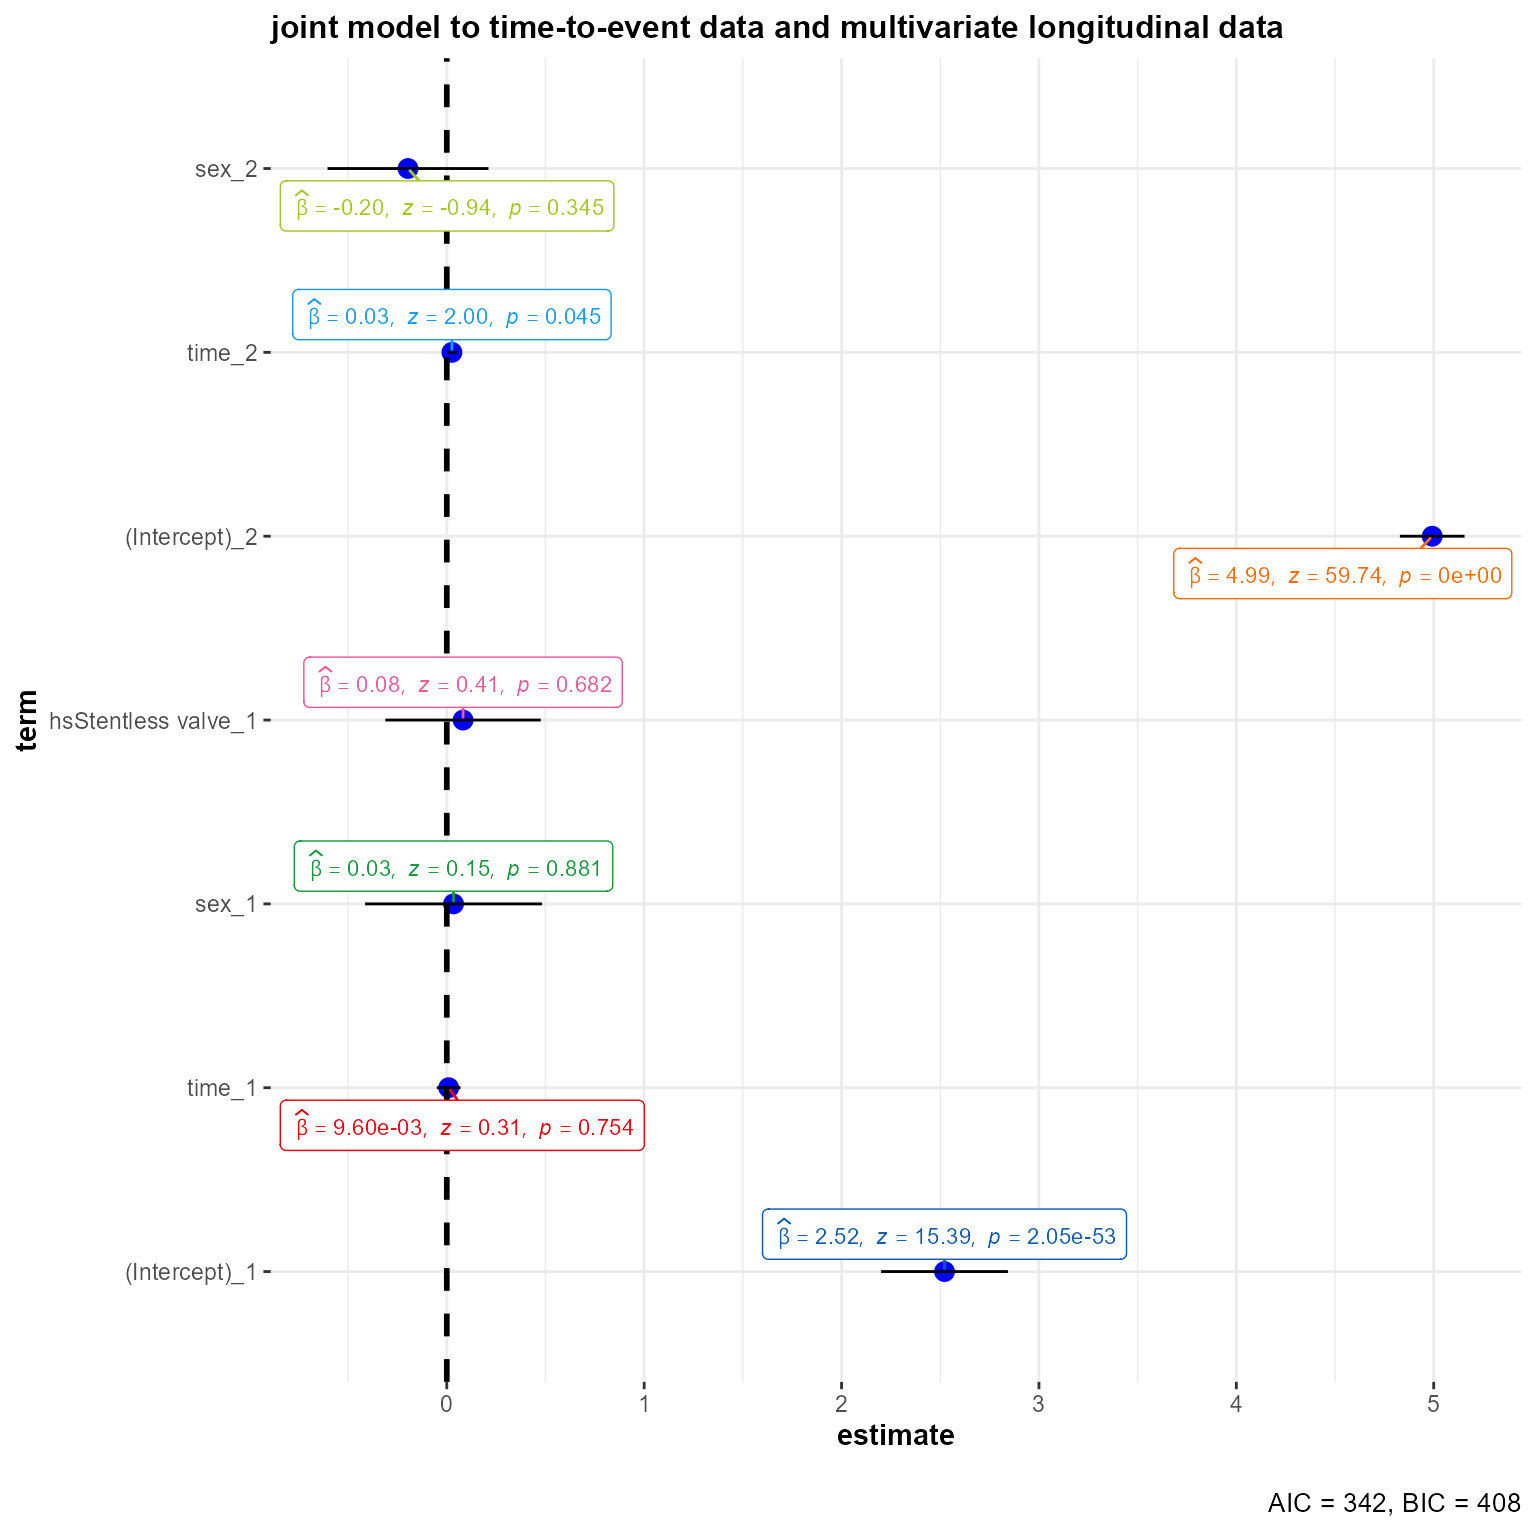 joint model to time-to-event data and multivariate longitudinal data
term
sex_2
β̂ = -0.20, z = -0.94, p = 0.345
β̂ = 0.03, z = 2.00, p = 0.045
time_2
(Intercept)_2
β̂ = 4.99, z = 59.74, p = 0e+00
β̂ = 0.08, z = 0.41, p = 0.682
hsStentless valve_1
β̂ = 0.03, z = 0.15, p = 0.881
sex_1
time_1
β̂ = 9.60e-03, z = 0.31, p = 0.754
β̂ = 2.52, z = 15.39, p = 2.05e-53
(Intercept)_1
0 1 2 3 4 5
estimate
AIC = 342, BIC = 408